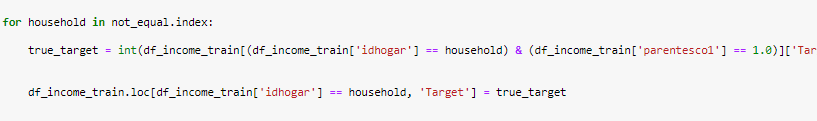 for household in not_equal.index:
true_target = int(df_income_train[(df_income_train['idhogar'] == household) & (df_income_train['parentesco1'] == 1.0)]['Tar
df_income_train.loc[df_income_train['idhogar'] == household, 'Target'] = true_target